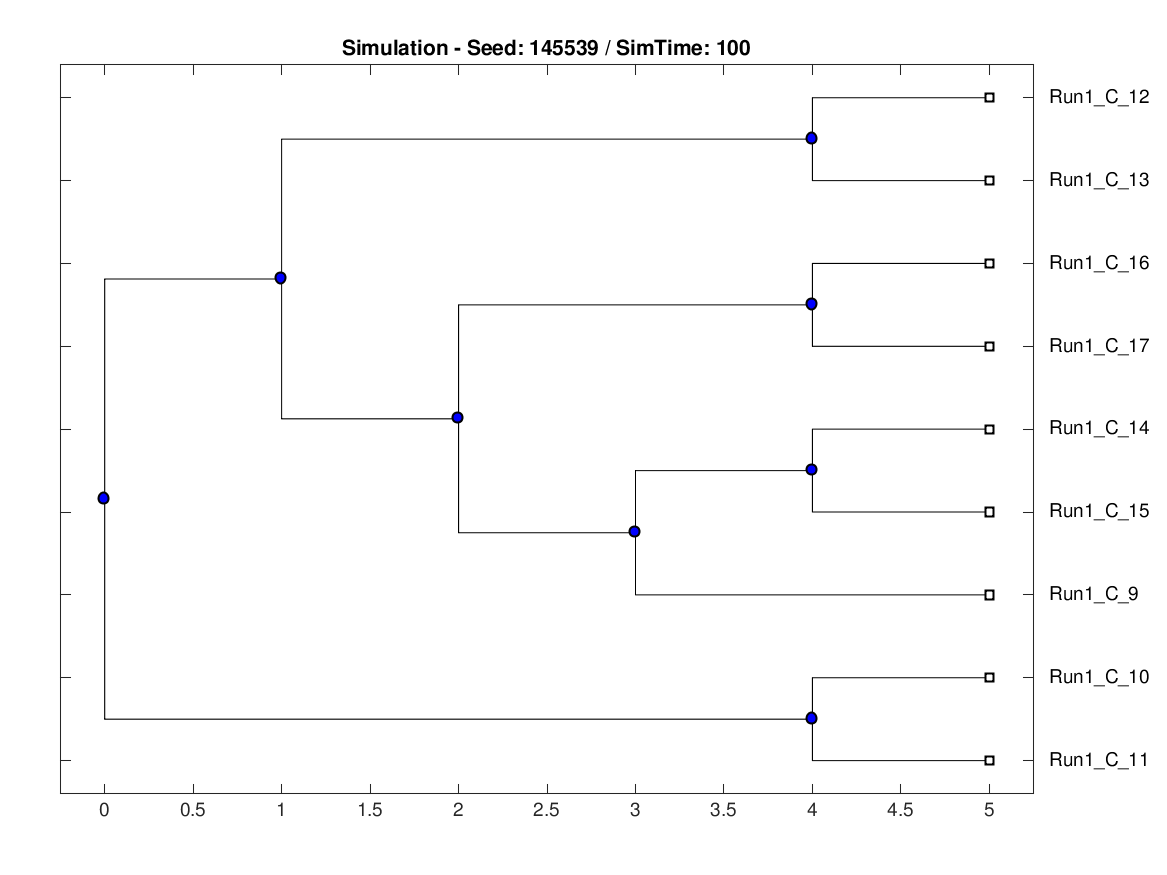 Simulation - Seed: 145539 / SimTime: 100
Run1_C_12
Run1_C_13
Run1_C_16
Run1_C_17
Run1_C_14
Run1_C_15
Run1_C_9
Run1_C_10
Run1_C_11
0 0.5 1 1.5 2 2.5 3 3.5 4 4.5 5